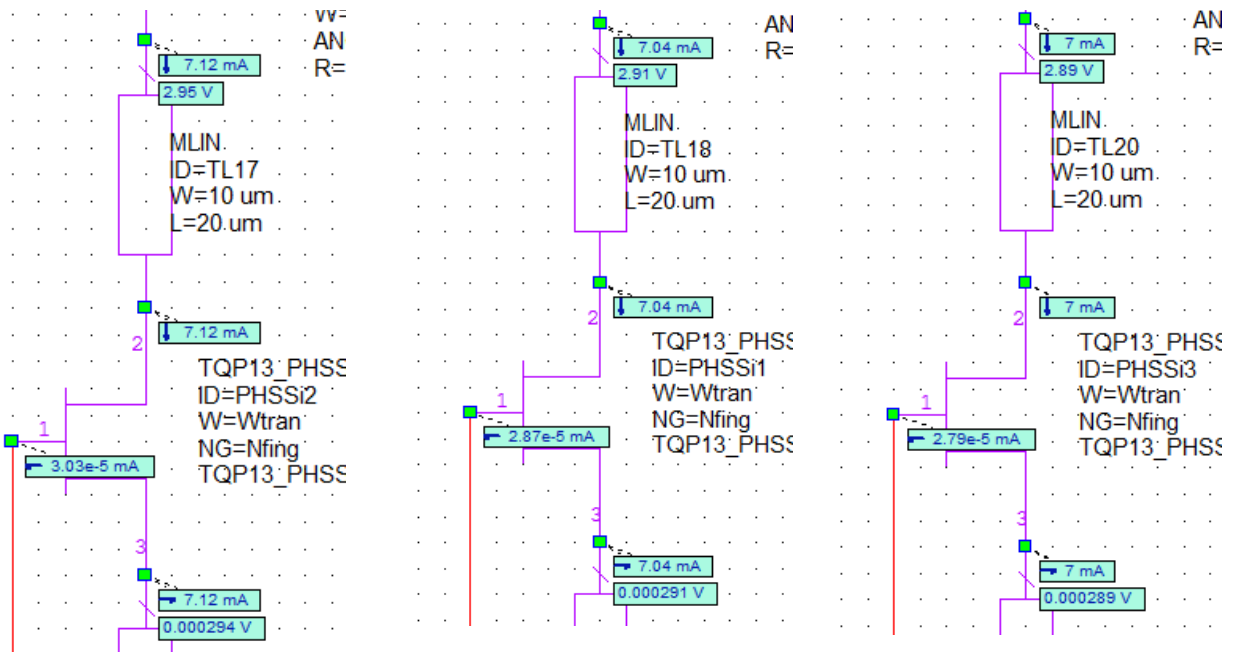 W=
AN
7.12 mA
R=
2.95 V
MLIN
ID=TL17
W=10 um
L=20 um
7.12 mA
2
TQP13_PHSS
ID=PHSSi2
W=Wtran
1
NG=Nfing
3.03e-5 mA
TQP13_PHSS
3
7.12 mA
0.000294 V
AN
7.04 mA
R=
2.91 V
MLIN
ID=TL18
W=10 um
L=20 um
7.04 mA
2
TQP13_PHSS
ID=PHSSi1
W=Wtran
1
NG=Nfing
2.87e-5 mA
TQP13_PHSS
3
7.04 mA
0.000291 V
AN
7 mA
R=
2.89 V
MLIN
ID=TL20
W=10 um
L=20 um
7 mA
2
TQP13_PHSS
ID=PHSSi3
W=Wtran
1
NG=Nfing
2.79e-5 mA
TQP13_PHSS
3
7 mA
0.000289 V